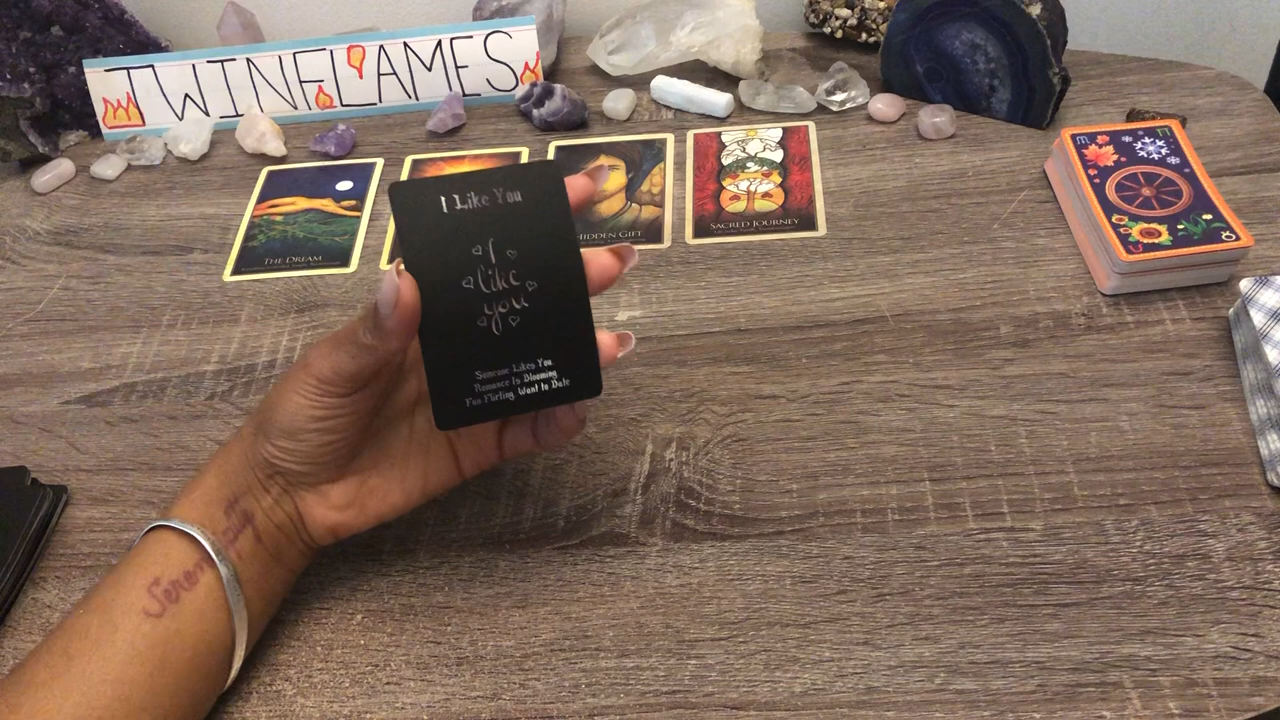 TWINFLAMES
THE DREAM
HIDDEN GIFT
SACRED JOURNEY
I Like You
I
like
you
Someone Likes You
Romance Is Blooming
Fun Flirting, Want to Date